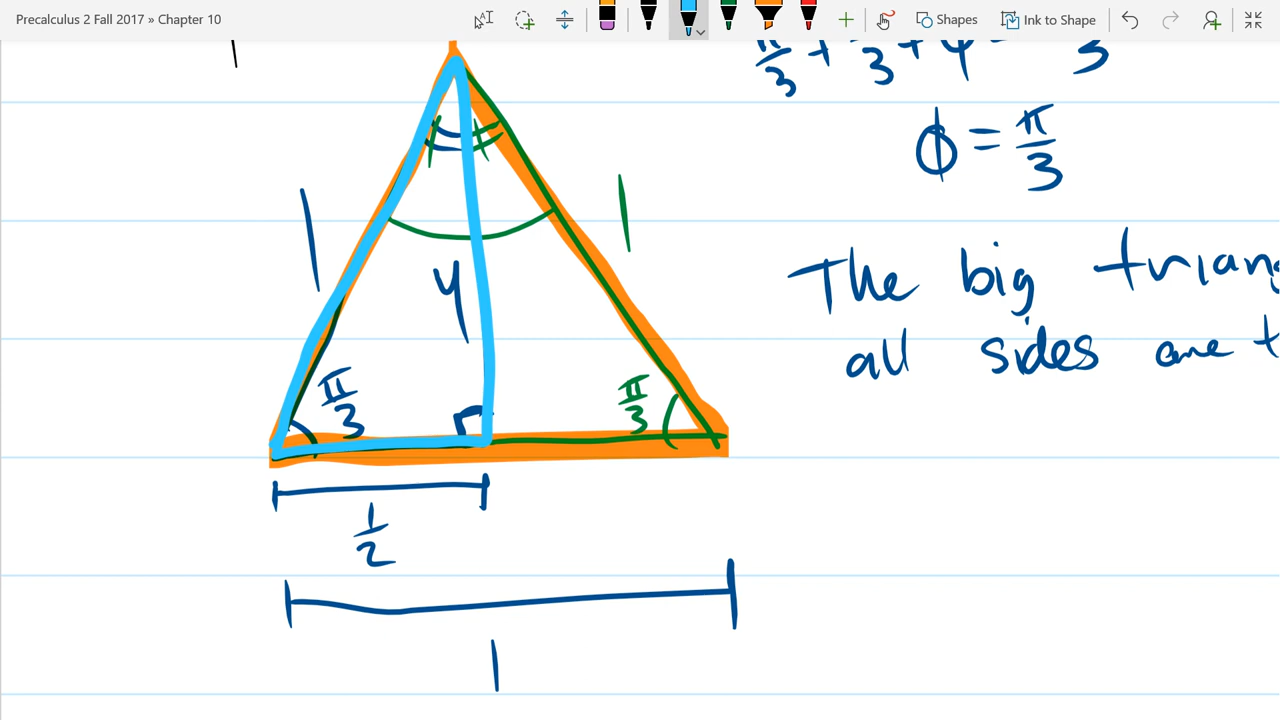 Precalculus 2 Fall 2017 » Chapter 10
Shapes
Ink to Shape
π/3 +
ϕ = π/3
The big
all sides are
1
1
y
π/3
π/3
1/2
1